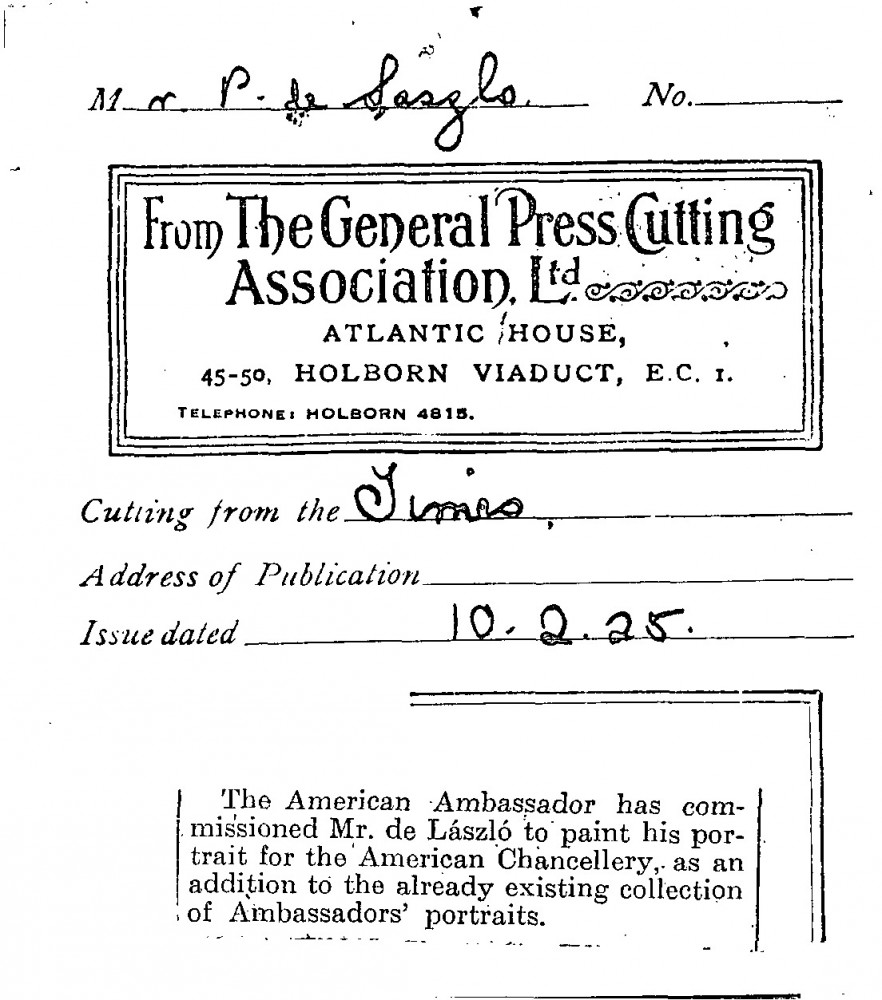 Mr. P. de Laszlo. No.
From The General Press Cutting
Association, Ltd.
ATLANTIC HOUSE,
45-50, HOLBORN VIADUCT, E.C. 1.
TELEPHONE: HOLBORN 4815.
Cutting from the Times,
Address of Publication
Issue dated 10.2.25.
The American Ambassador has com-
missioned Mr. de László to paint his por-
trait for the American Chancellery, as an
addition to the already existing collection
of Ambassadors' portraits.